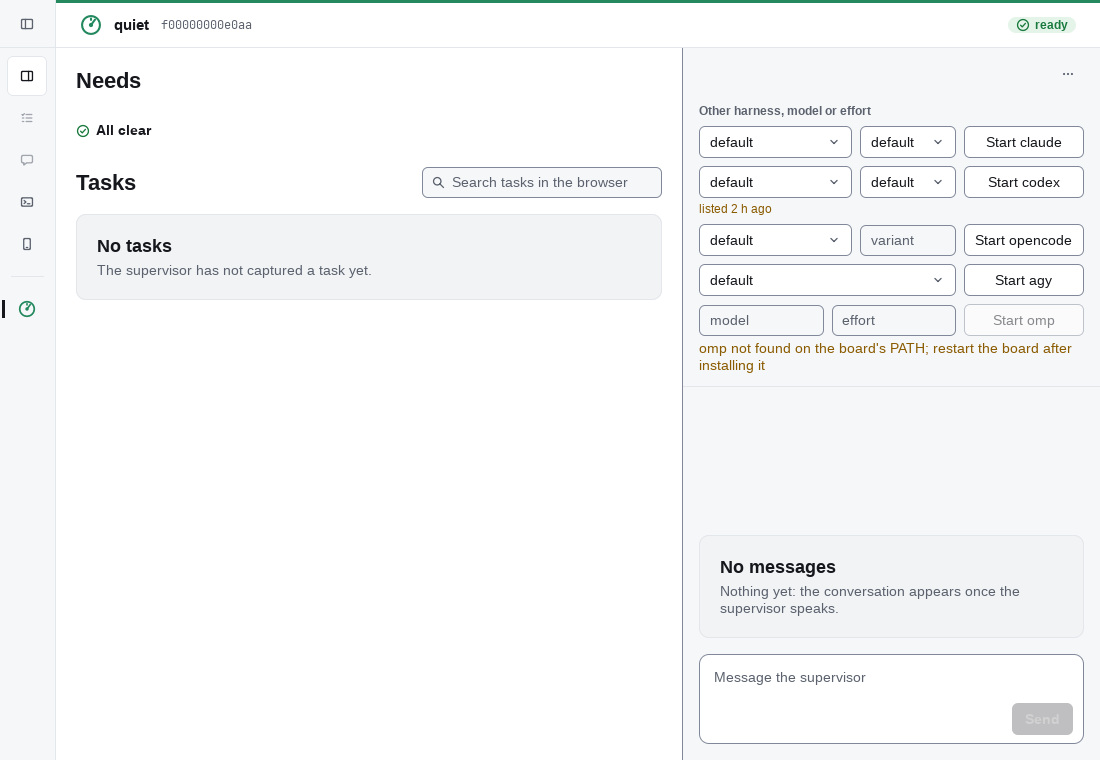 quiet f00000000e0aa
ready
Needs
All clear
Tasks
Search tasks in the browser
No tasks
The supervisor has not captured a task yet.
Other harness, model or effort
default default Start claude
default default Start codex
listed 2 h ago
default variant Start opencode
default Start agy
model effort Start omp
omp not found on the board's PATH; restart the board after
installing it
No messages
Nothing yet: the conversation appears once the
supervisor speaks.
Message the supervisor
Send